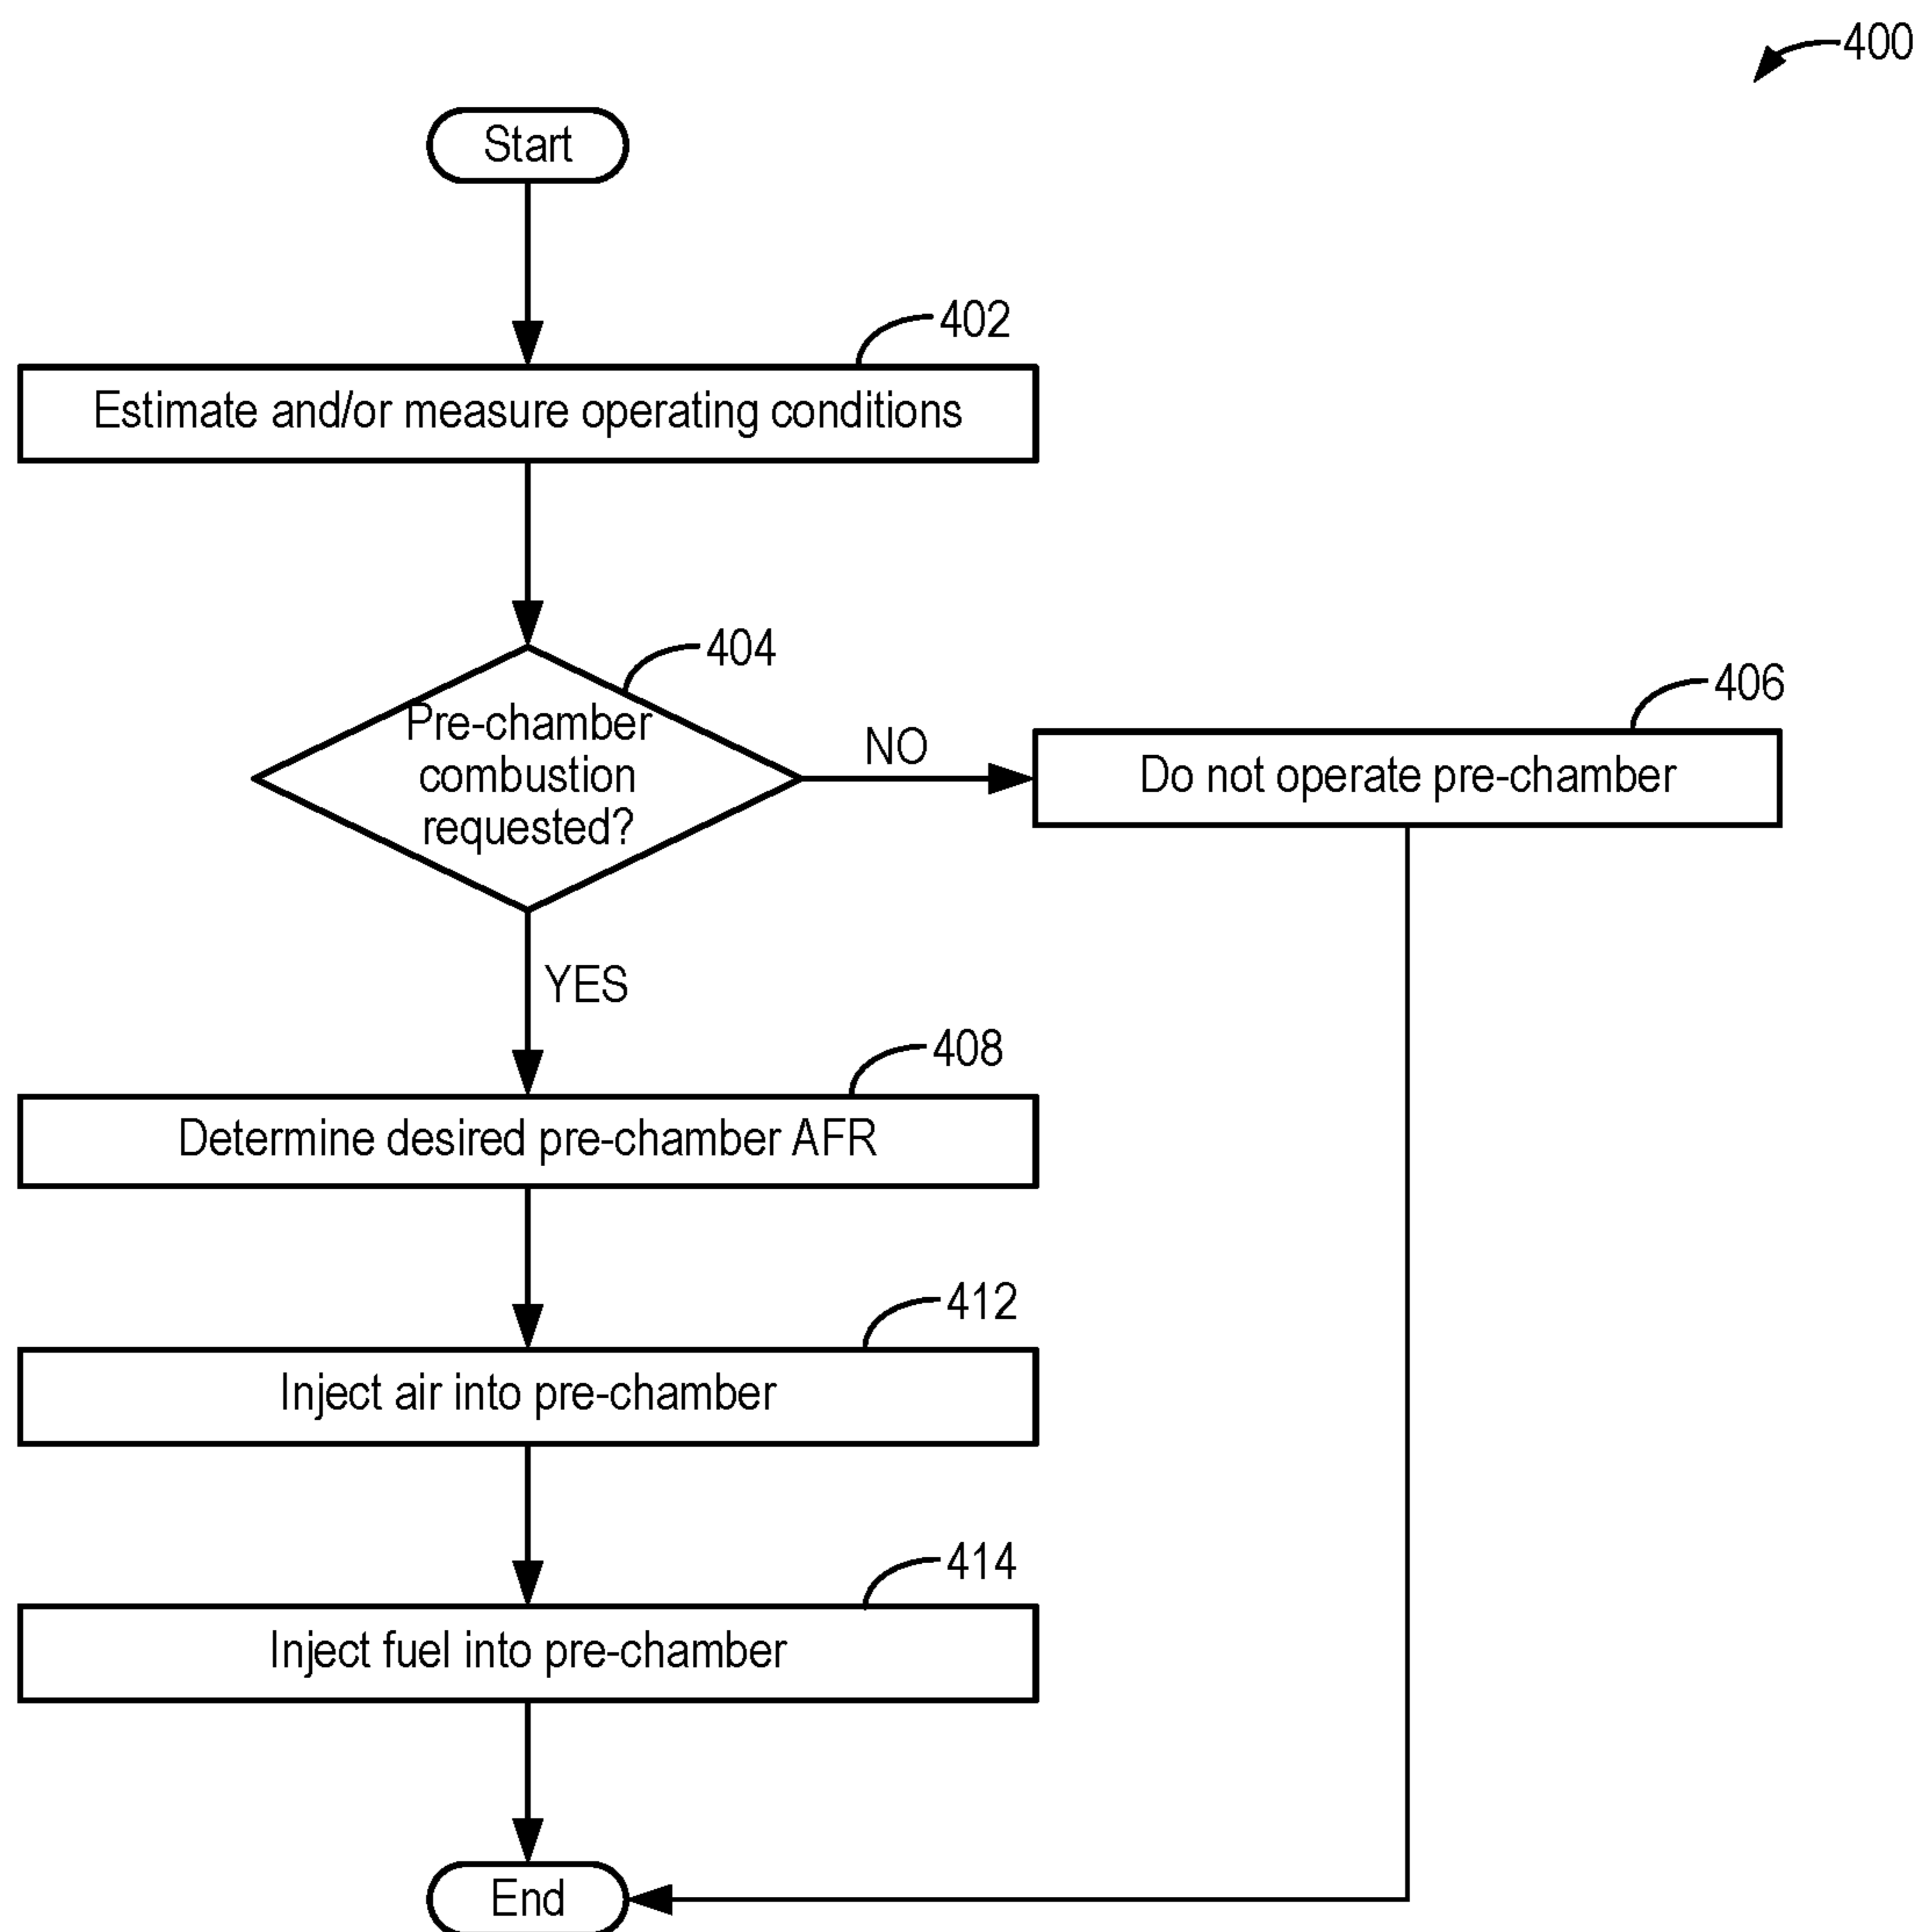 400
Start
402
Estimate and/or measure operating conditions
404
Pre-chamber
combustion
requested?
NO
406
Do not operate pre-chamber
YES
408
Determine desired pre-chamber AFR
412
Inject air into pre-chamber
414
Inject fuel into pre-chamber
End